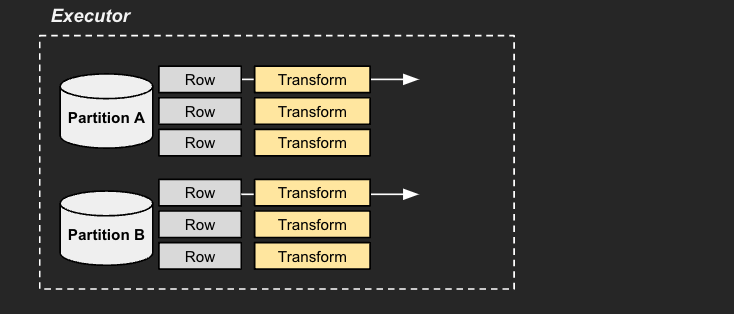 Executor
Partition A
Row
Transform
Row
Transform
Row
Transform
Partition B
Row
Transform
Row
Transform
Row
Transform